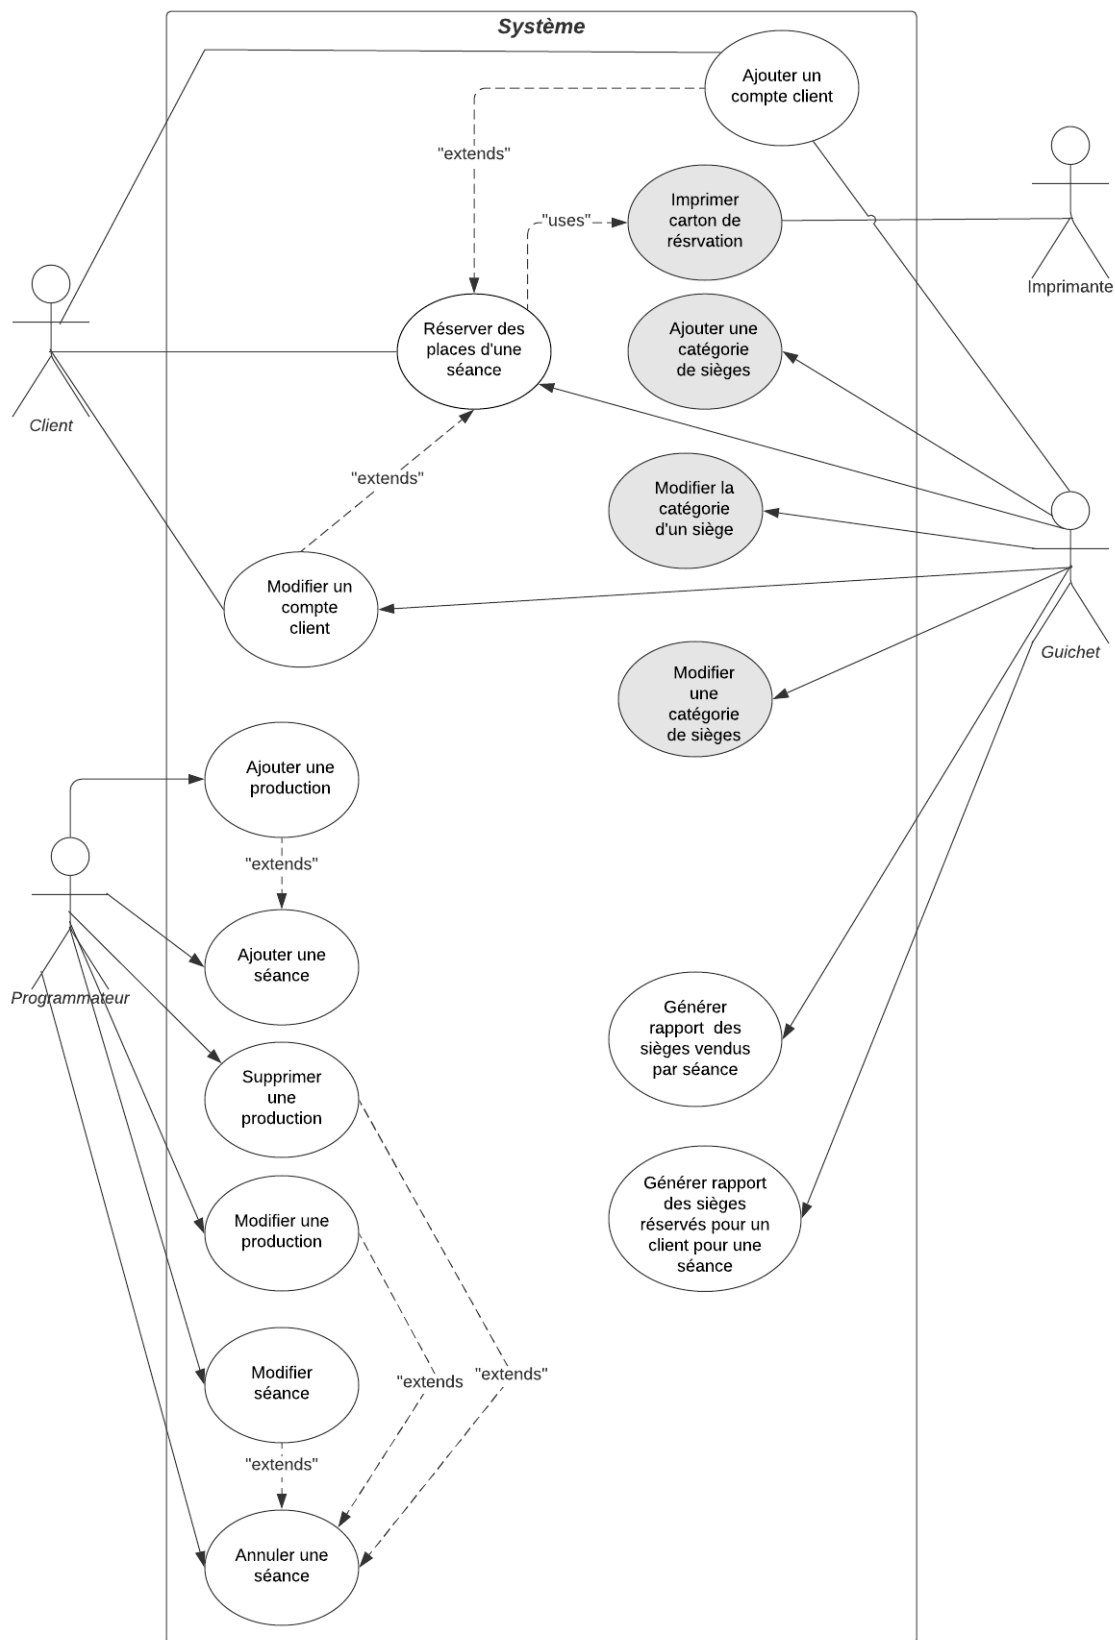 Système
Ajouter un
compte client
"extends"
Imprimer
carton de
résrvation
"uses"
Imprimante
Réserver des
places d'une
séance
Ajouter une
catégorie
de sièges
Client
"extends"
Modifier la
catégorie
d'un siège
Modifier un
compte
client
Guichet
Modifier
une
catégorie
de sièges
Ajouter une
production
"extends"
Ajouter une
séance
Programmateur
Générer
rapport des
sièges vendus
par séance
Supprimer
une
production
Générer rapport
des sièges
réservés pour un
client pour une
séance
Modifier une
production
Modifier
séance
"extends
"extends"
"extends"
Annuler une
séance